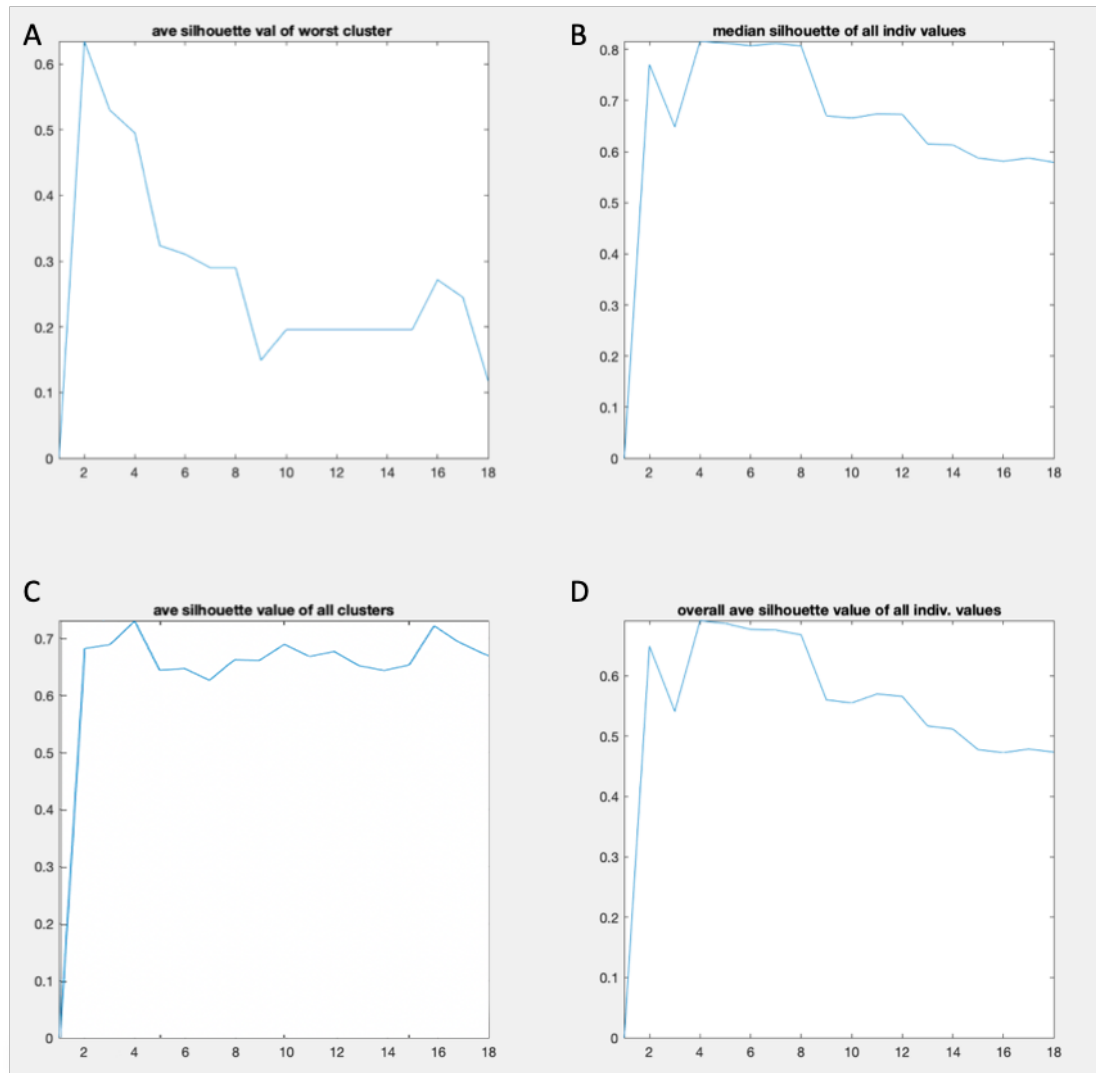 A
ave silhouette val of worst cluster
0.6
0.5
0.4
0.3
0.2
0.1
0
2 4 6 8 10 12 14 16 18
B
median silhouette of all indiv values
0.8
0.7
0.6
0.5
0.4
0.3
0.2
0.1
0
2 4 6 8 10 12 14 16 18
C
ave silhouette value of all clusters
0.7
0.6
0.5
0.4
0.3
0.2
0.1
0
2 4 6 8 10 12 14 16 18
D
overall ave silhouette value of all indiv. values
0.6
0.5
0.4
0.3
0.2
0.1
0
2 4 6 8 10 12 14 16 18